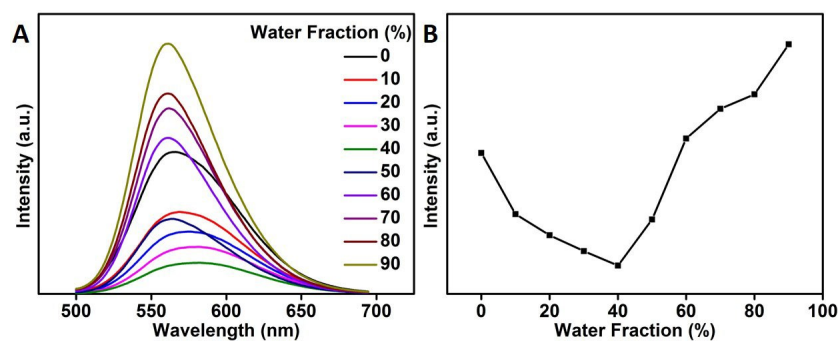 A
Water Fraction (%)
0
10
20
30
40
50
60
70
80
90
Intensity (a.u.)
500 550 600 650 700
Wavelength (nm)
B
Intensity (a.u.)
0 20 40 60 80 100
Water Fraction (%)